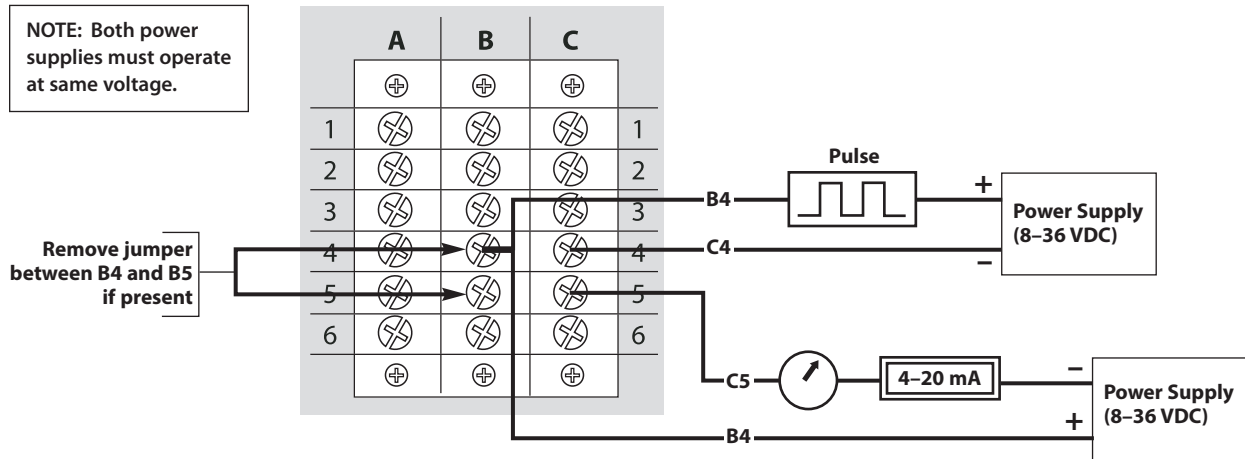 NOTE: Both power
supplies must operate
at same voltage.
A B C
1 1
2 2
3 3
4 4
5 5
6 6
Remove jumper
between B4 and B5
if present
Pulse
B4
+
C4
−
Power Supply
(8–36 VDC)
C5
4–20 mA
−
+
B4
Power Supply
(8–36 VDC)